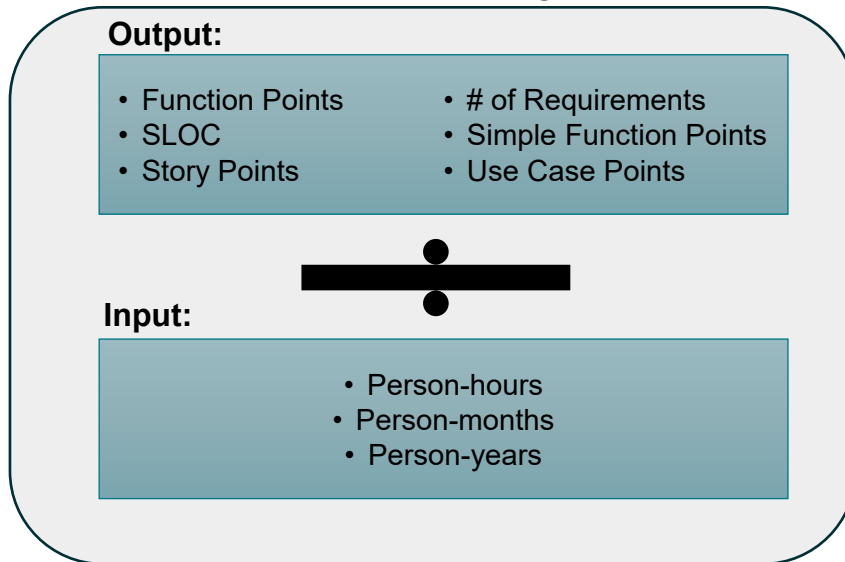 Output:
• Function Points
• SLOC
• Story Points
• # of Requirements
• Simple Function Points
• Use Case Points
Input:
• Person-hours
• Person-months
• Person-years